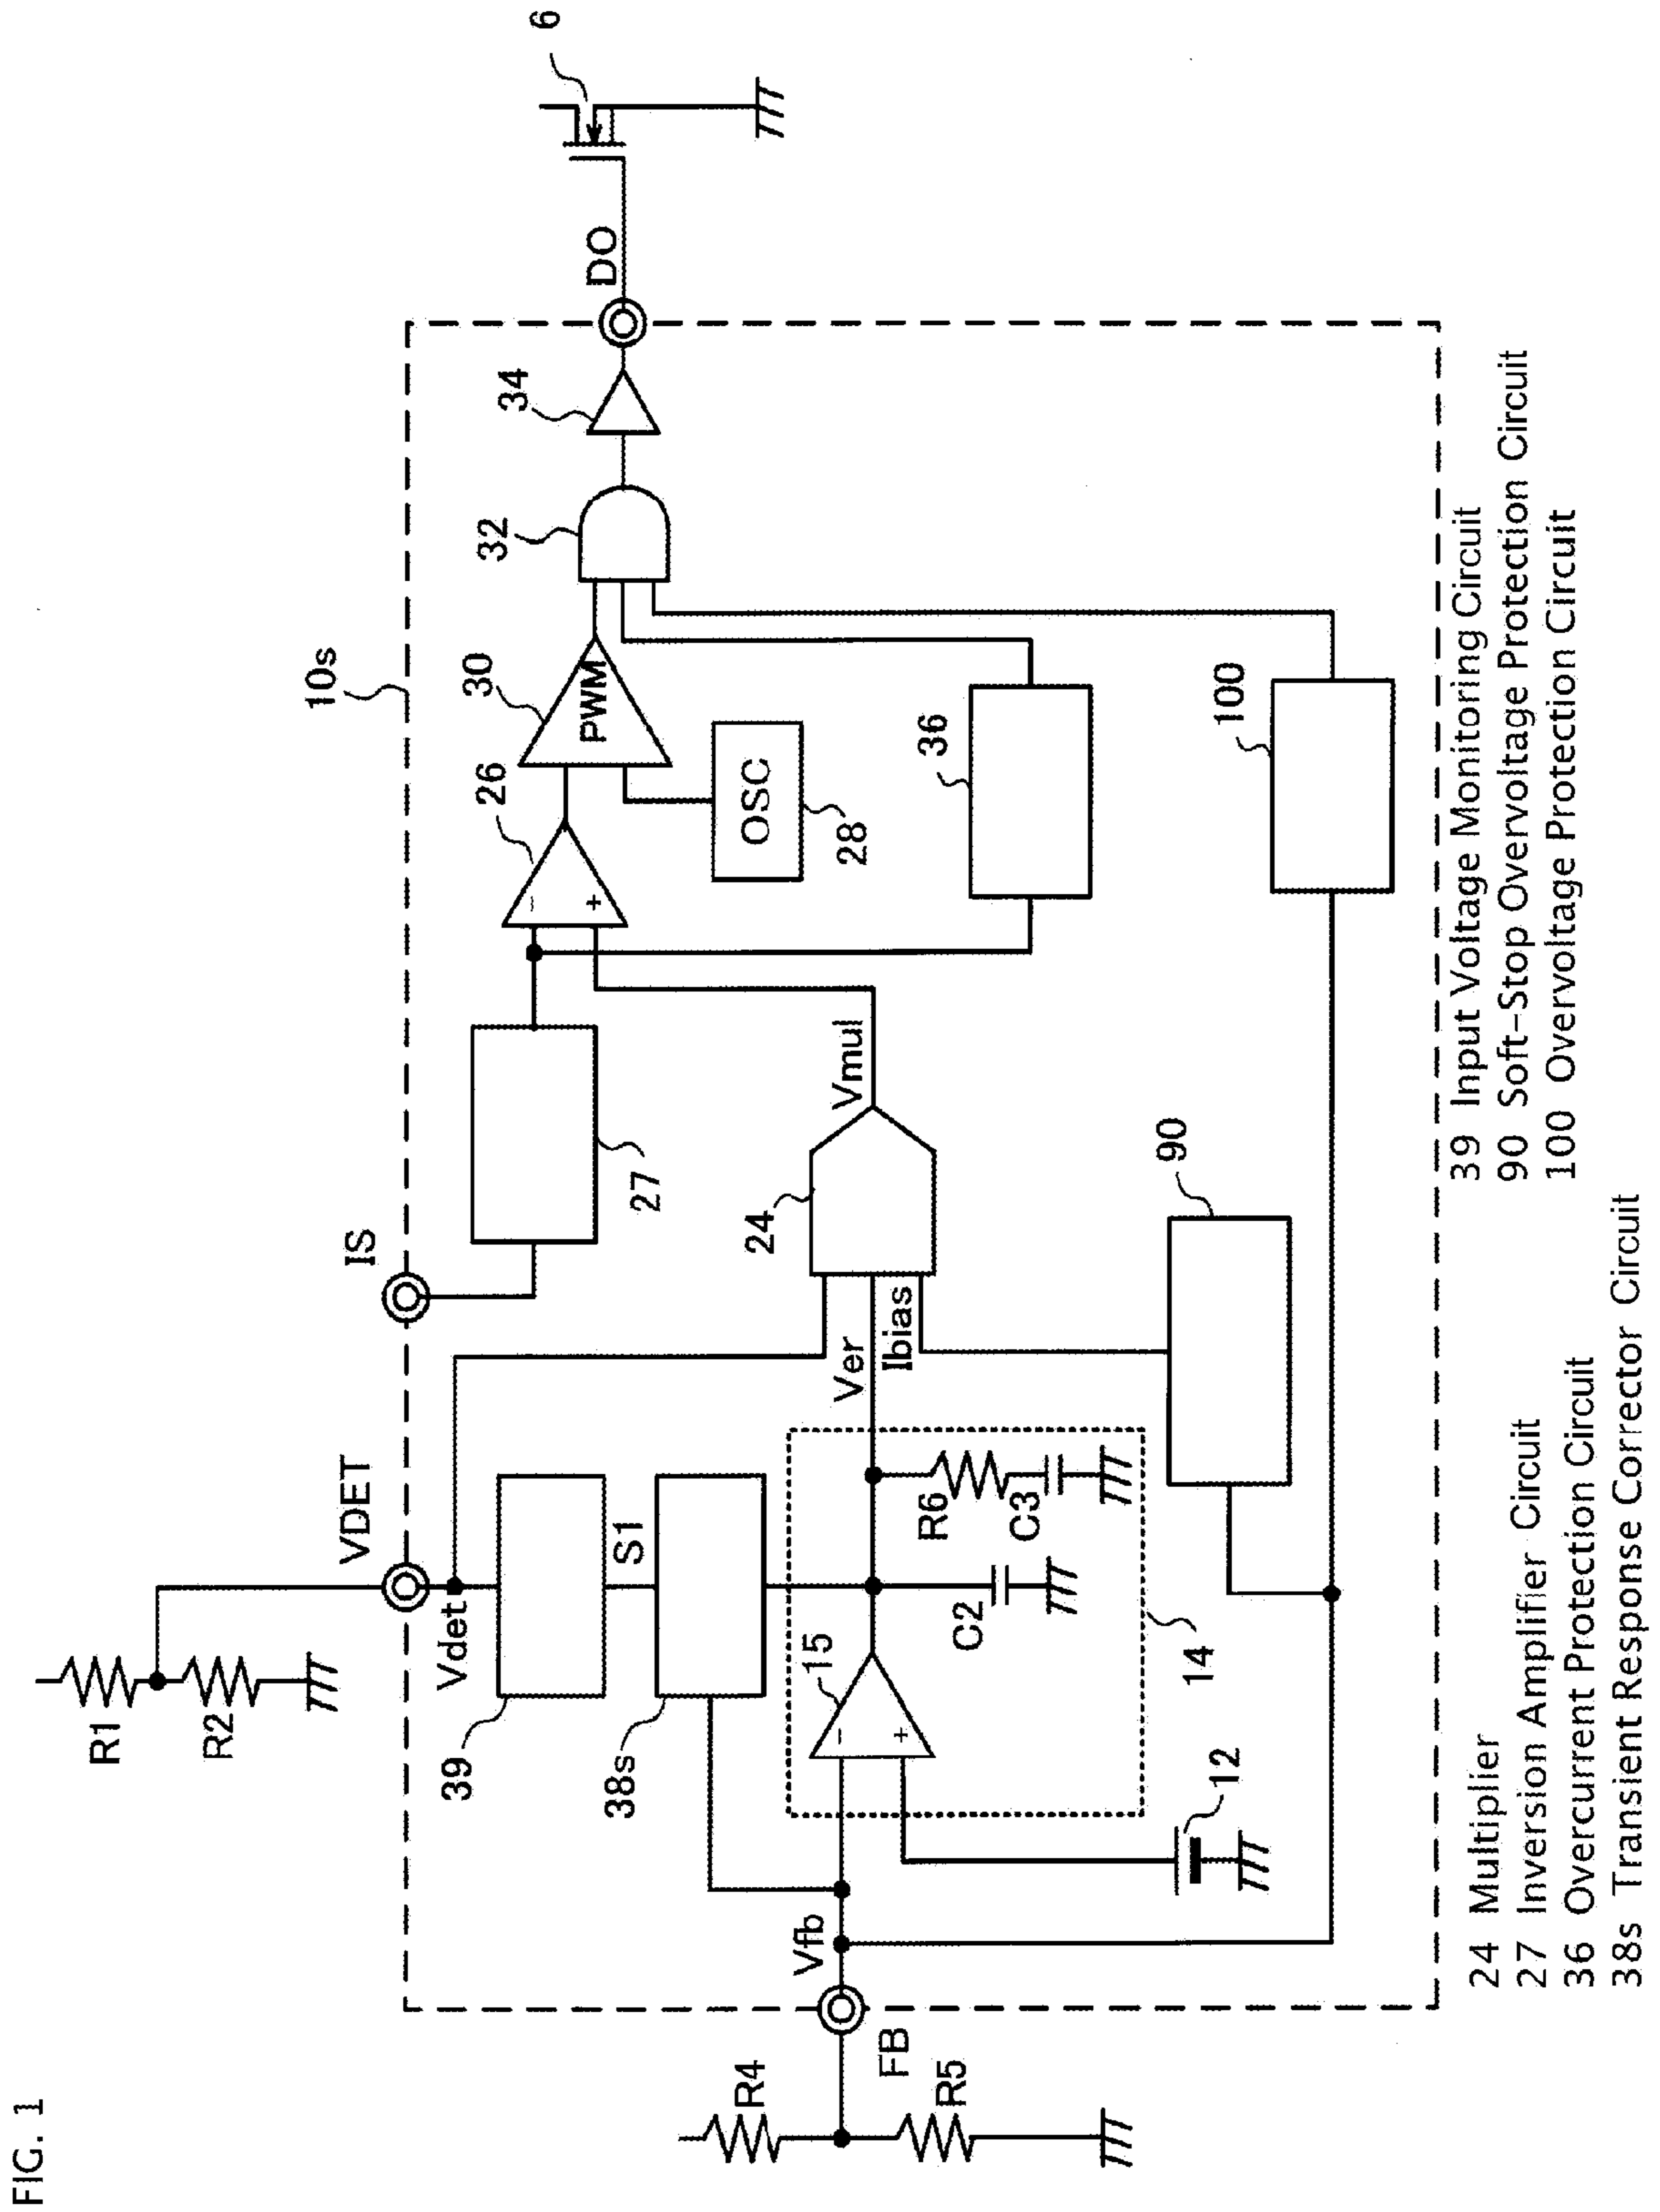 FIG. 1
R1
R2
VDET
IS
10s
Vdet
39
S1
38s
15
14
R6
C3
C2
Vfb
FB
R4
R5
12
Ver
Ibias
24
Vmul
27
26
-
+
-
+
30
PWM
OSC
28
32
34
DO
6
36
90
100
24 Multiplier
27 Inversion Amplifier Circuit
36 Overcurrent Protection Circuit
38s Transient Response Corrector Circuit
39 Input Voltage Monitoring Circuit
90 Soft-Stop Overvoltage Protection Circuit
100 Overvoltage Protection Circuit